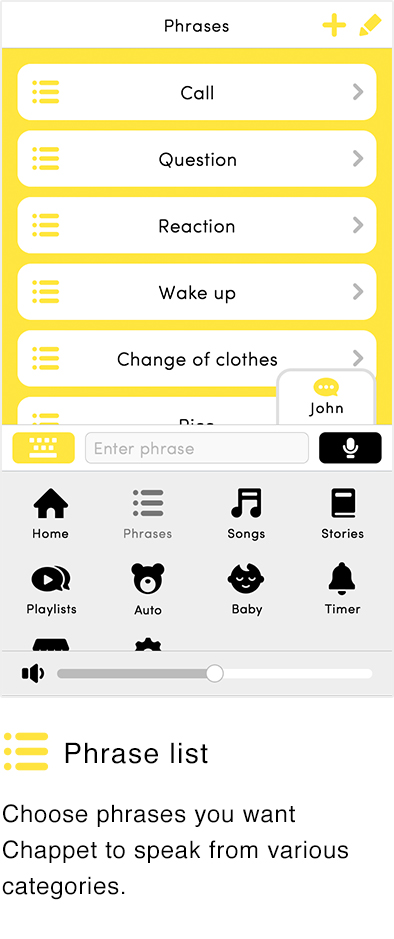 Phrases
Call
Question
Reaction
Wake up
Change of clothes
John
Enter phrase
Home Phrases Songs Stories
Playlists Auto Baby Timer
Phrase list
Choose phrases you want
Chappet to speak from various
categories.